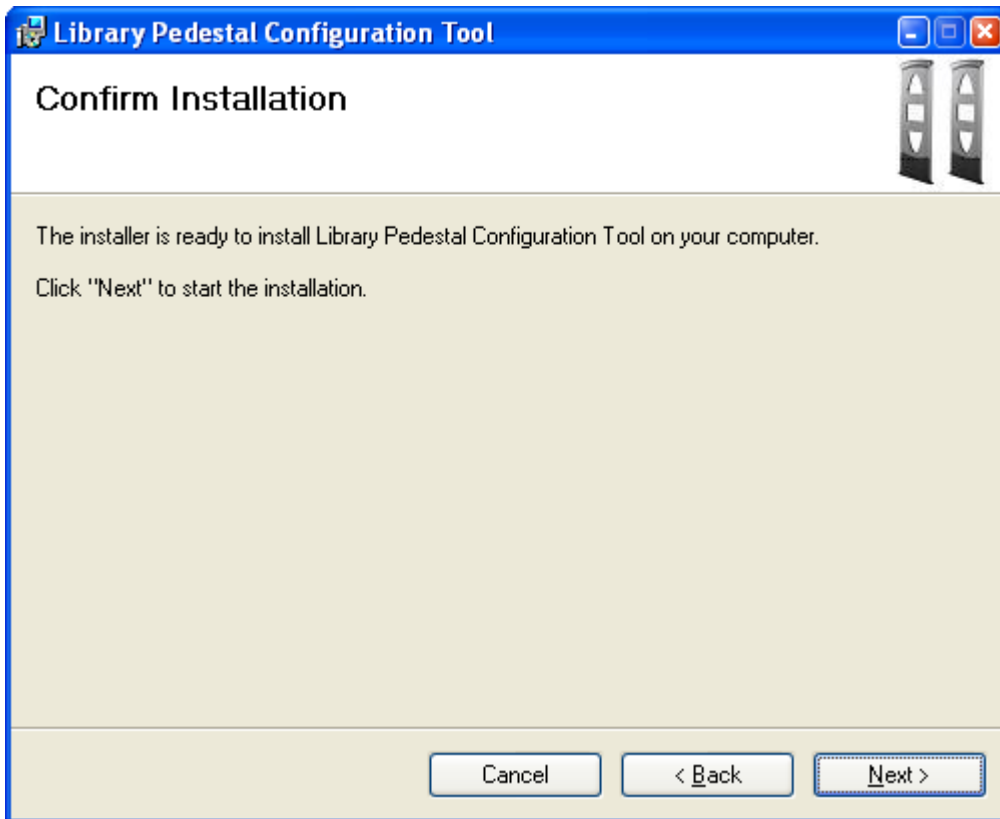 Library Pedestal Configuration Tool
Confirm Installation
The installer is ready to install Library Pedestal Configuration Tool on your computer.
Click "Next" to start the installation.
Cancel
< Back
Next >